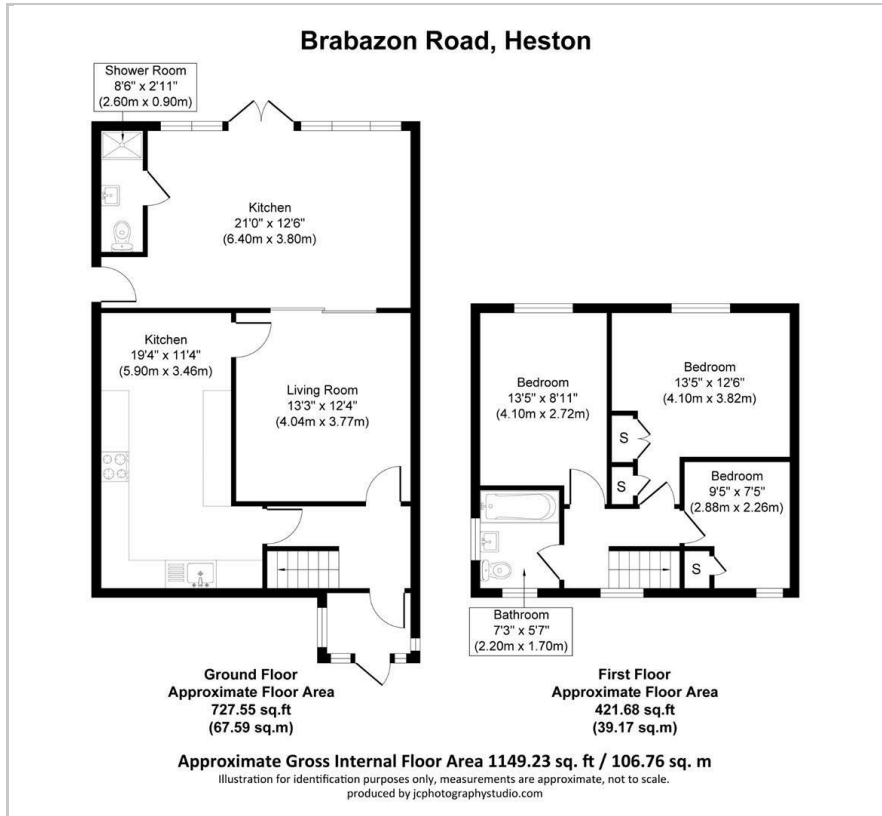 Brabazon Road, Heston
Shower Room
8'6" x 2'11"
(2.60m x 0.90m)
Kitchen
21'0" x 12'6"
(6.40m x 3.80m)
Kitchen
19'4" x 11'4"
(5.90m x 3.46m)
Living Room
13'3" x 12'4"
(4.04m x 3.77m)
Bedroom
13'5" x 8'11"
(4.10m x 2.72m)
Bedroom
13'5" x 12'6"
(4.10m x 3.82m)
S
S
Bedroom
9'5" x 7'5"
(2.88m x 2.26m)
S
Bathroom
7'3" x 5'7"
(2.20m x 1.70m)
Ground Floor
Approximate Floor Area
727.55 sq.ft
(67.59 sq.m)
First Floor
Approximate Floor Area
421.68 sq.ft
(39.17 sq.m)
Approximate Gross Internal Floor Area 1149.23 sq. ft / 106.76 sq. m
Illustration for identification purposes only, measurements are approximate, not to scale.
produced by jcphotographystudio.com